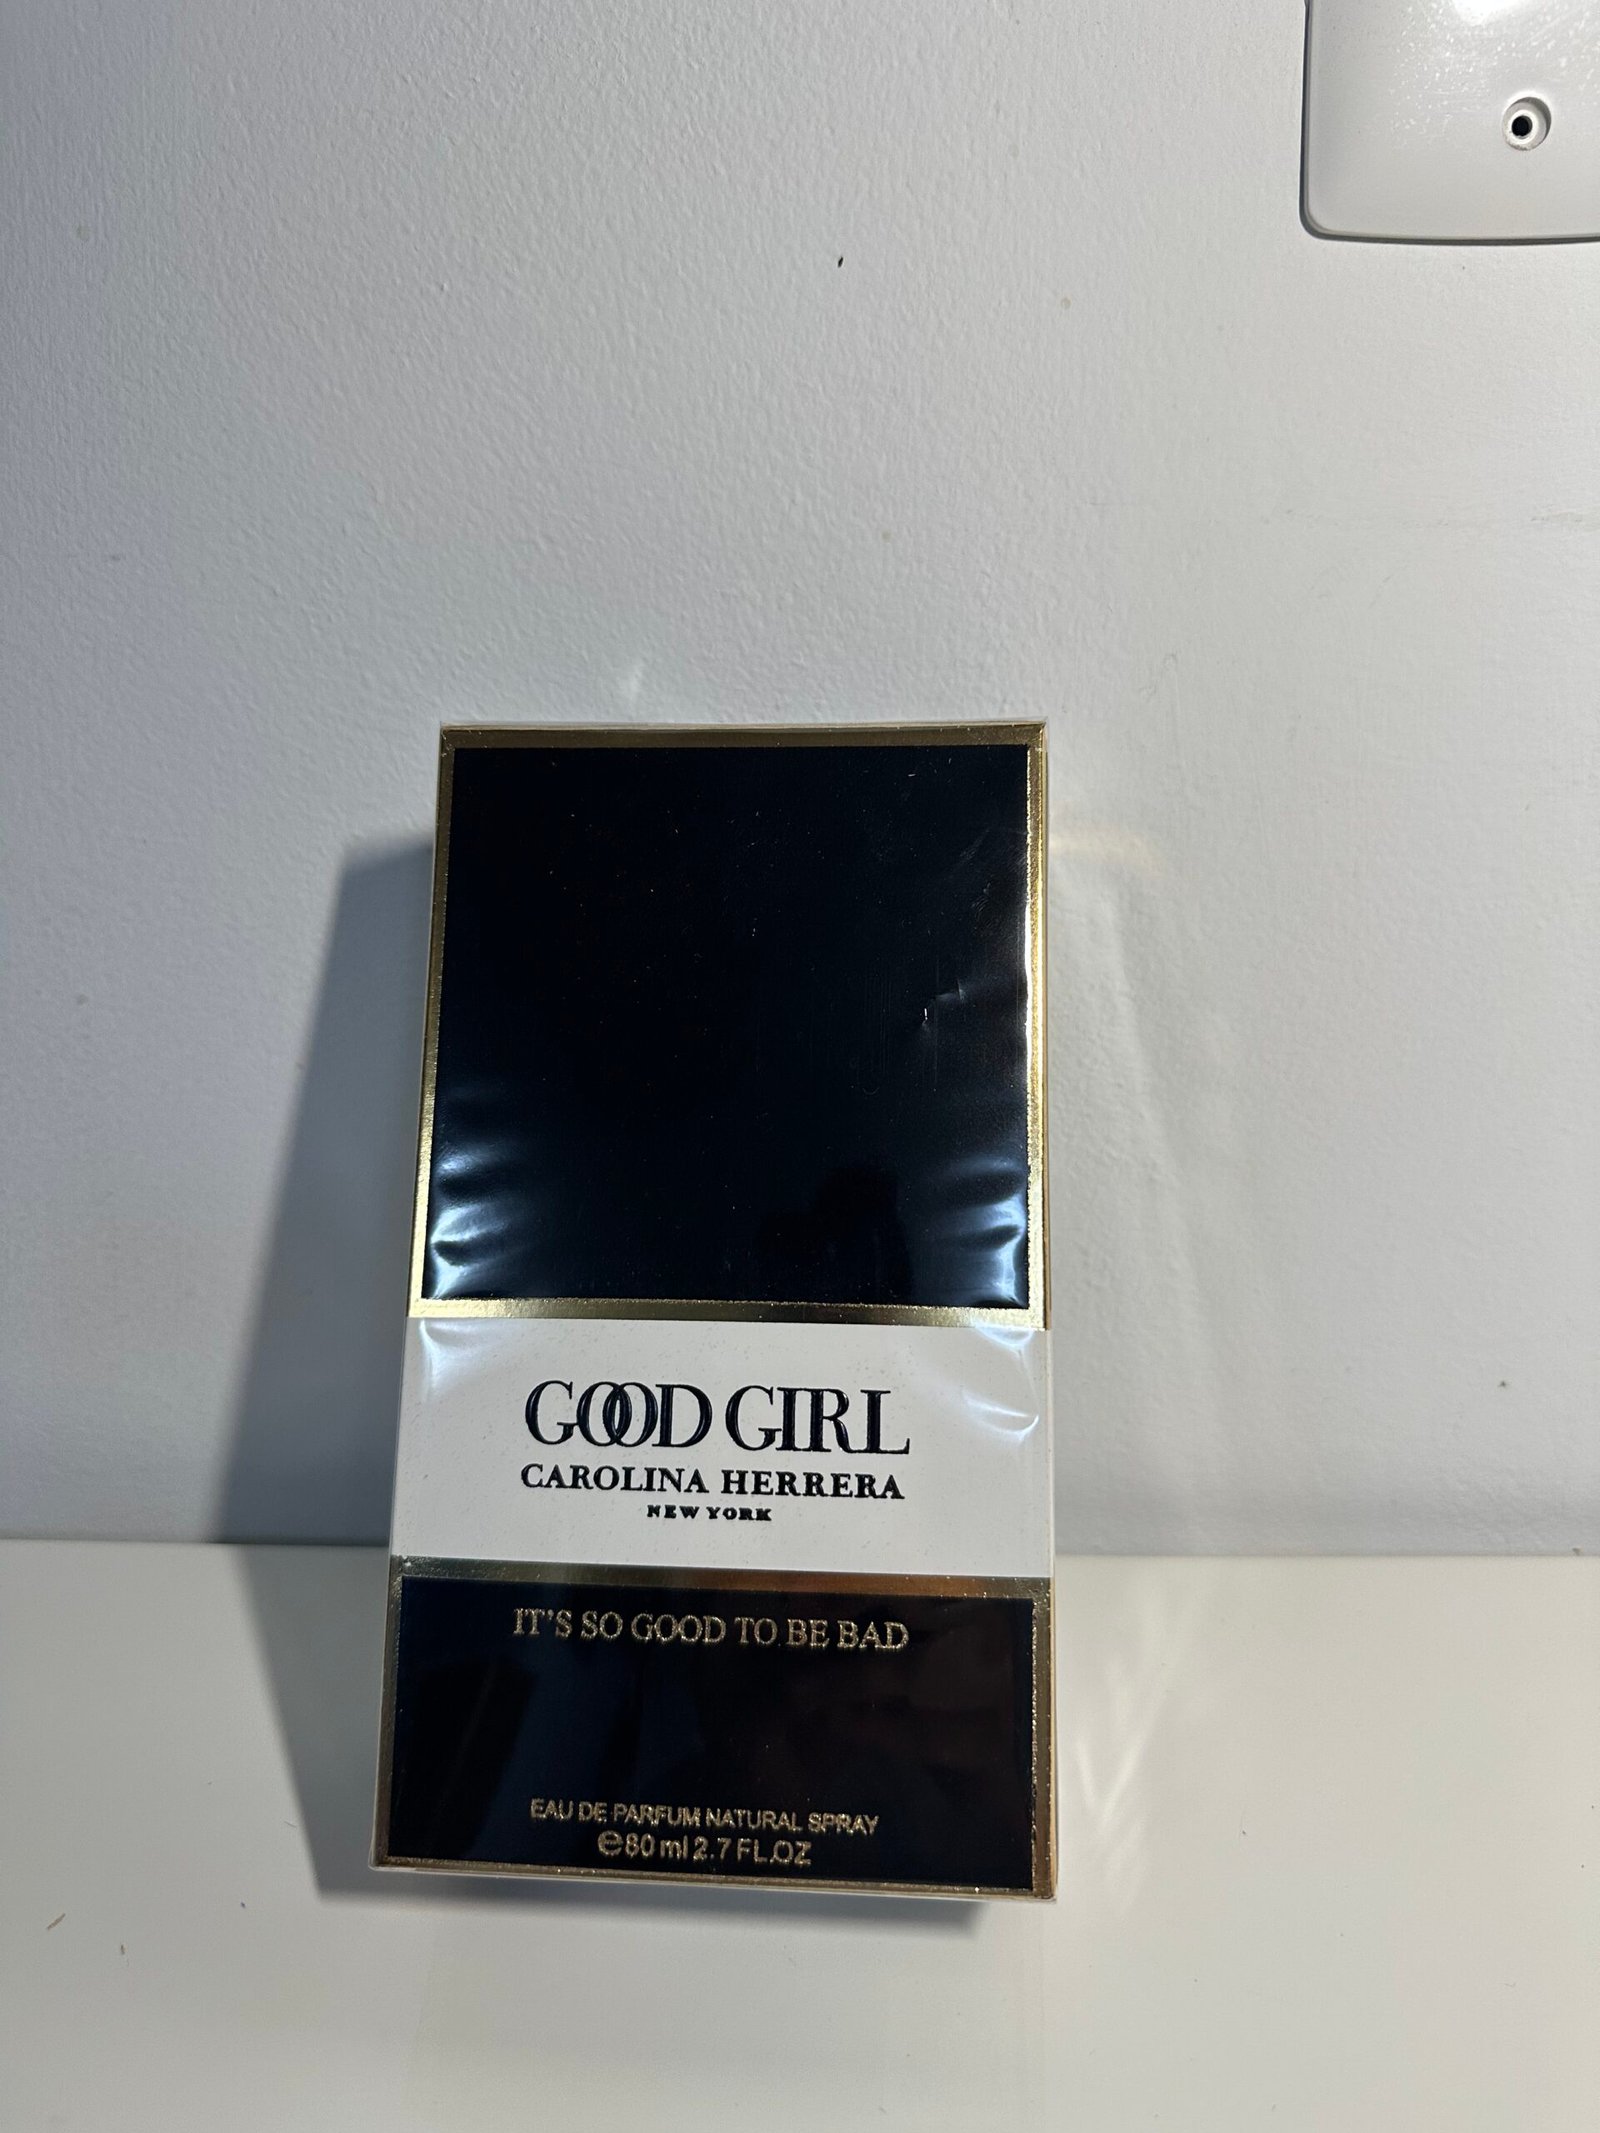 GOOD GIRL
CAROLINA HERRERA
NEW YORK
IT'S SO GOOD TO BE BAD
EAU DE PARFUM NATURAL SPRAY
℮80 ml 2.7 FL.OZ